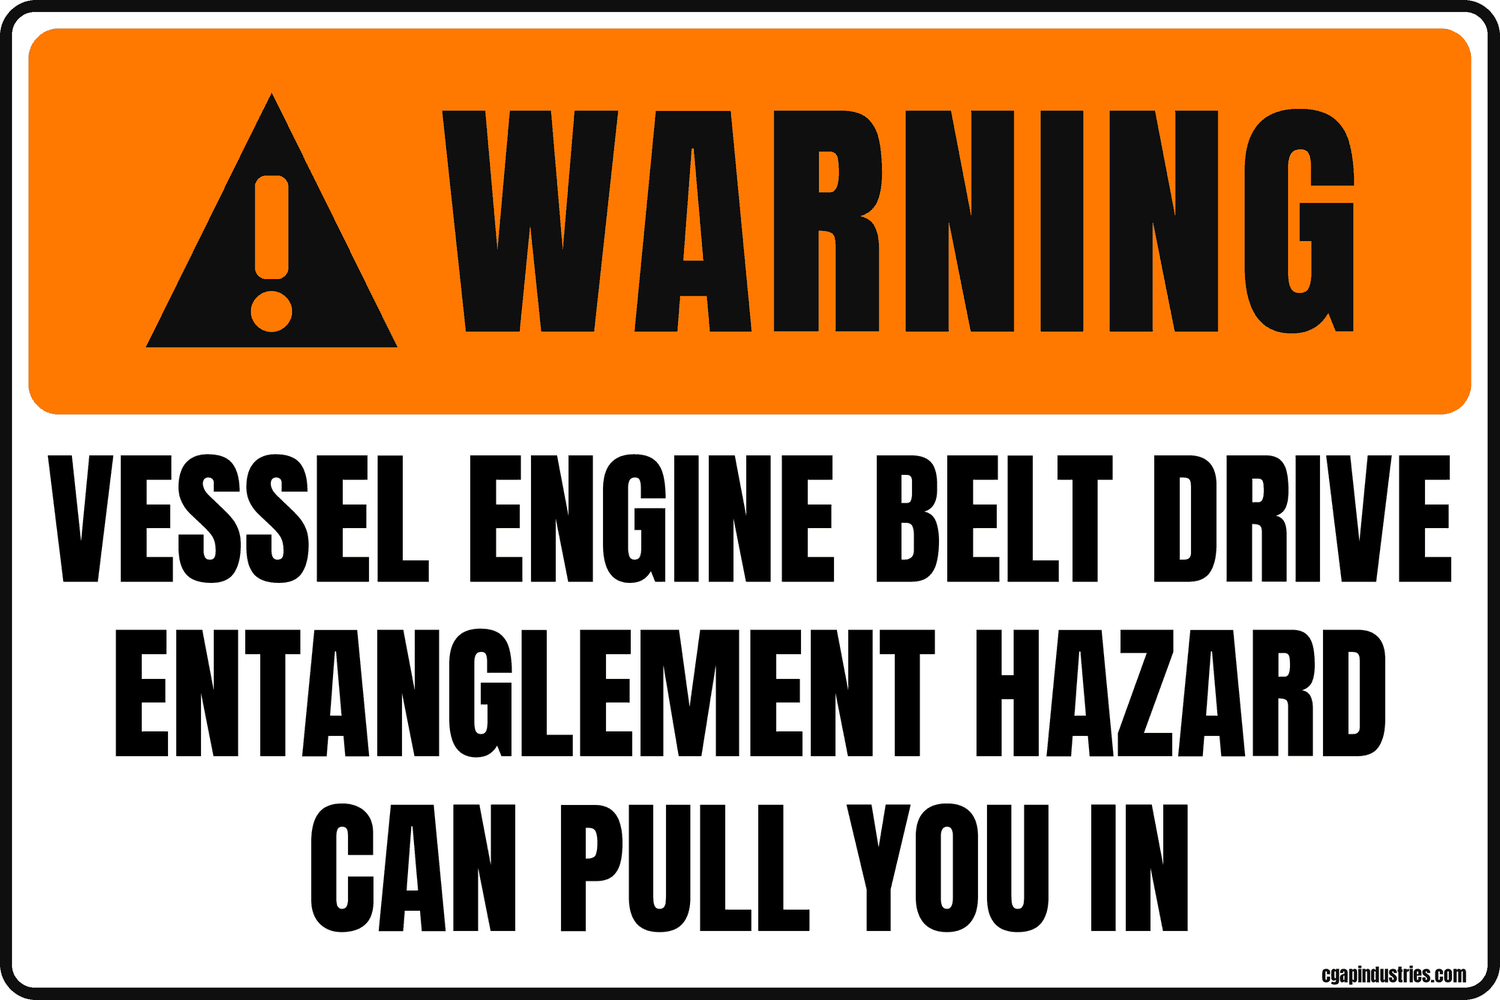 WARNING
VESSEL ENGINE BELT DRIVE
ENTANGLEMENT HAZARD
CAN PULL YOU IN
cgapindustries.com